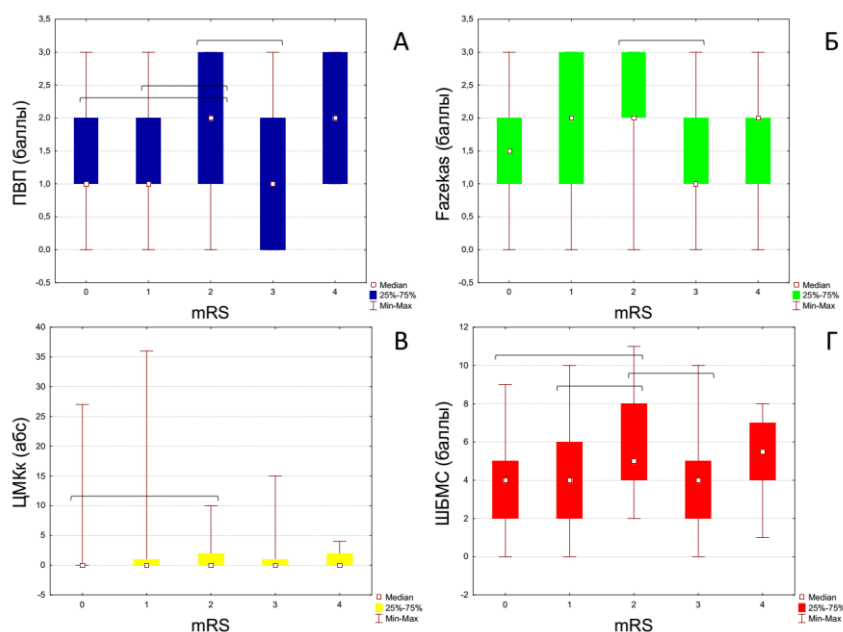 А
ПВП (баллы)
3,5
3,0
2,5
2,0
1,5
1,0
0,5
0,0
-0,5
0 1 2 3 4
mRS
Median
25%-75%
Min-Max
Б
Fazekas (баллы)
3,5
3,0
2,5
2,0
1,5
1,0
0,5
0,0
-0,5
0 1 2 3 4
mRS
Median
25%-75%
Min-Max
В
ЦМКк (абс)
40
35
30
25
20
15
10
5
0
-5
0 1 2 3 4
mRS
Median
25%-75%
Min-Max
Г
ШБМС (баллы)
12
10
8
6
4
2
0
-2
0 1 2 3 4
mRS
Median
25%-75%
Min-Max